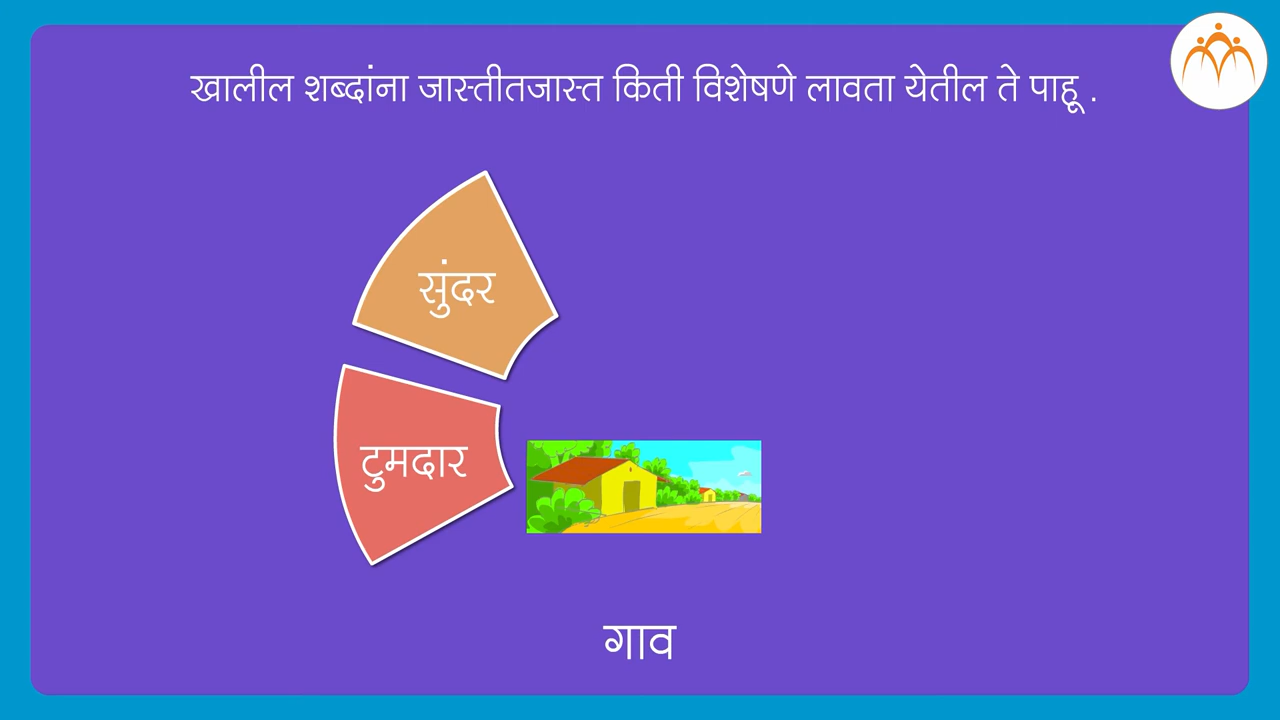 खालील शब्दांना जास्तीतजास्त किती विशेषणे लावता येतील ते पाहू .
सुंदर
टुमदार
गाव